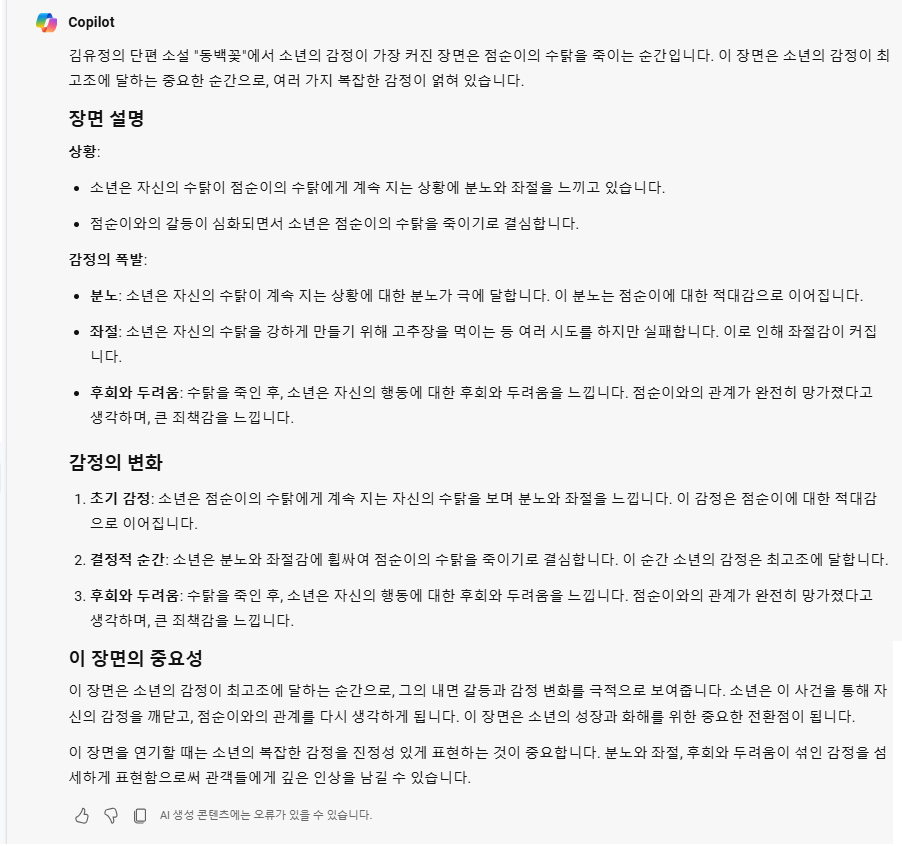 Copilot
김유정의 단편 소설 "동백꽃"에서 소년의 감정이 가장 커진 장면은 점순이의 수탉을 죽이는 순간입니다. 이 장면은 소년의 감정이 최
고조에 달하는 중요한 순간으로, 여러 가지 복잡한 감정이 얽혀 있습니다.
장면 설명
상황:
• 소년은 자신의 수탉이 점순이의 수탉에게 계속 지는 상황에 분노와 좌절을 느끼고 있습니다.
• 점순이와의 갈등이 심화되면서 소년은 점순이의 수탉을 죽이기로 결심합니다.
감정의 폭발:
• 분노: 소년은 자신의 수탉이 계속 지는 상황에 대한 분노가 극에 달합니다. 이 분노는 점순이에 대한 적대감으로 이어집니다.
• 좌절: 소년은 자신의 수탉을 강하게 만들기 위해 고추장을 먹이는 등 여러 시도를 하지만 실패합니다. 이로 인해 좌절감이 커집
니다.
• 후회와 두려움: 수탉을 죽인 후, 소년은 자신의 행동에 대한 후회와 두려움을 느낍니다. 점순이와의 관계가 완전히 망가졌다고
생각하며, 큰 죄책감을 느낍니다.
감정의 변화
1. 초기 감정: 소년은 점순이의 수탉에게 계속 지는 자신의 수탉을 보며 분노와 좌절을 느낍니다. 이 감정은 점순이에 대한 적대감
으로 이어집니다.
2. 결정적 순간: 소년은 분노와 좌절감에 휩싸여 점순이의 수탉을 죽이기로 결심합니다. 이 순간 소년의 감정은 최고조에 달합니다.
3. 후회와 두려움: 수탉을 죽인 후, 소년은 자신의 행동에 대한 후회와 두려움을 느낍니다. 점순이와의 관계가 완전히 망가졌다고
생각하며, 큰 죄책감을 느낍니다.
이 장면의 중요성
이 장면은 소년의 감정이 최고조에 달하는 순간으로, 그의 내면 갈등과 감정 변화를 극적으로 보여줍니다. 소년은 이 사건을 통해 자
신의 감정을 깨닫고, 점순이와의 관계를 다시 생각하게 됩니다. 이 장면은 소년의 성장과 화해를 위한 중요한 전환점이 됩니다.
이 장면을 연기할 때는 소년의 복잡한 감정을 진정성 있게 표현하는 것이 중요합니다. 분노와 좌절, 후회와 두려움이 섞인 감정을 섬
세하게 표현함으로써 관객들에게 깊은 인상을 남길 수 있습니다.
AI 생성 콘텐츠에는 오류가 있을 수 있습니다.